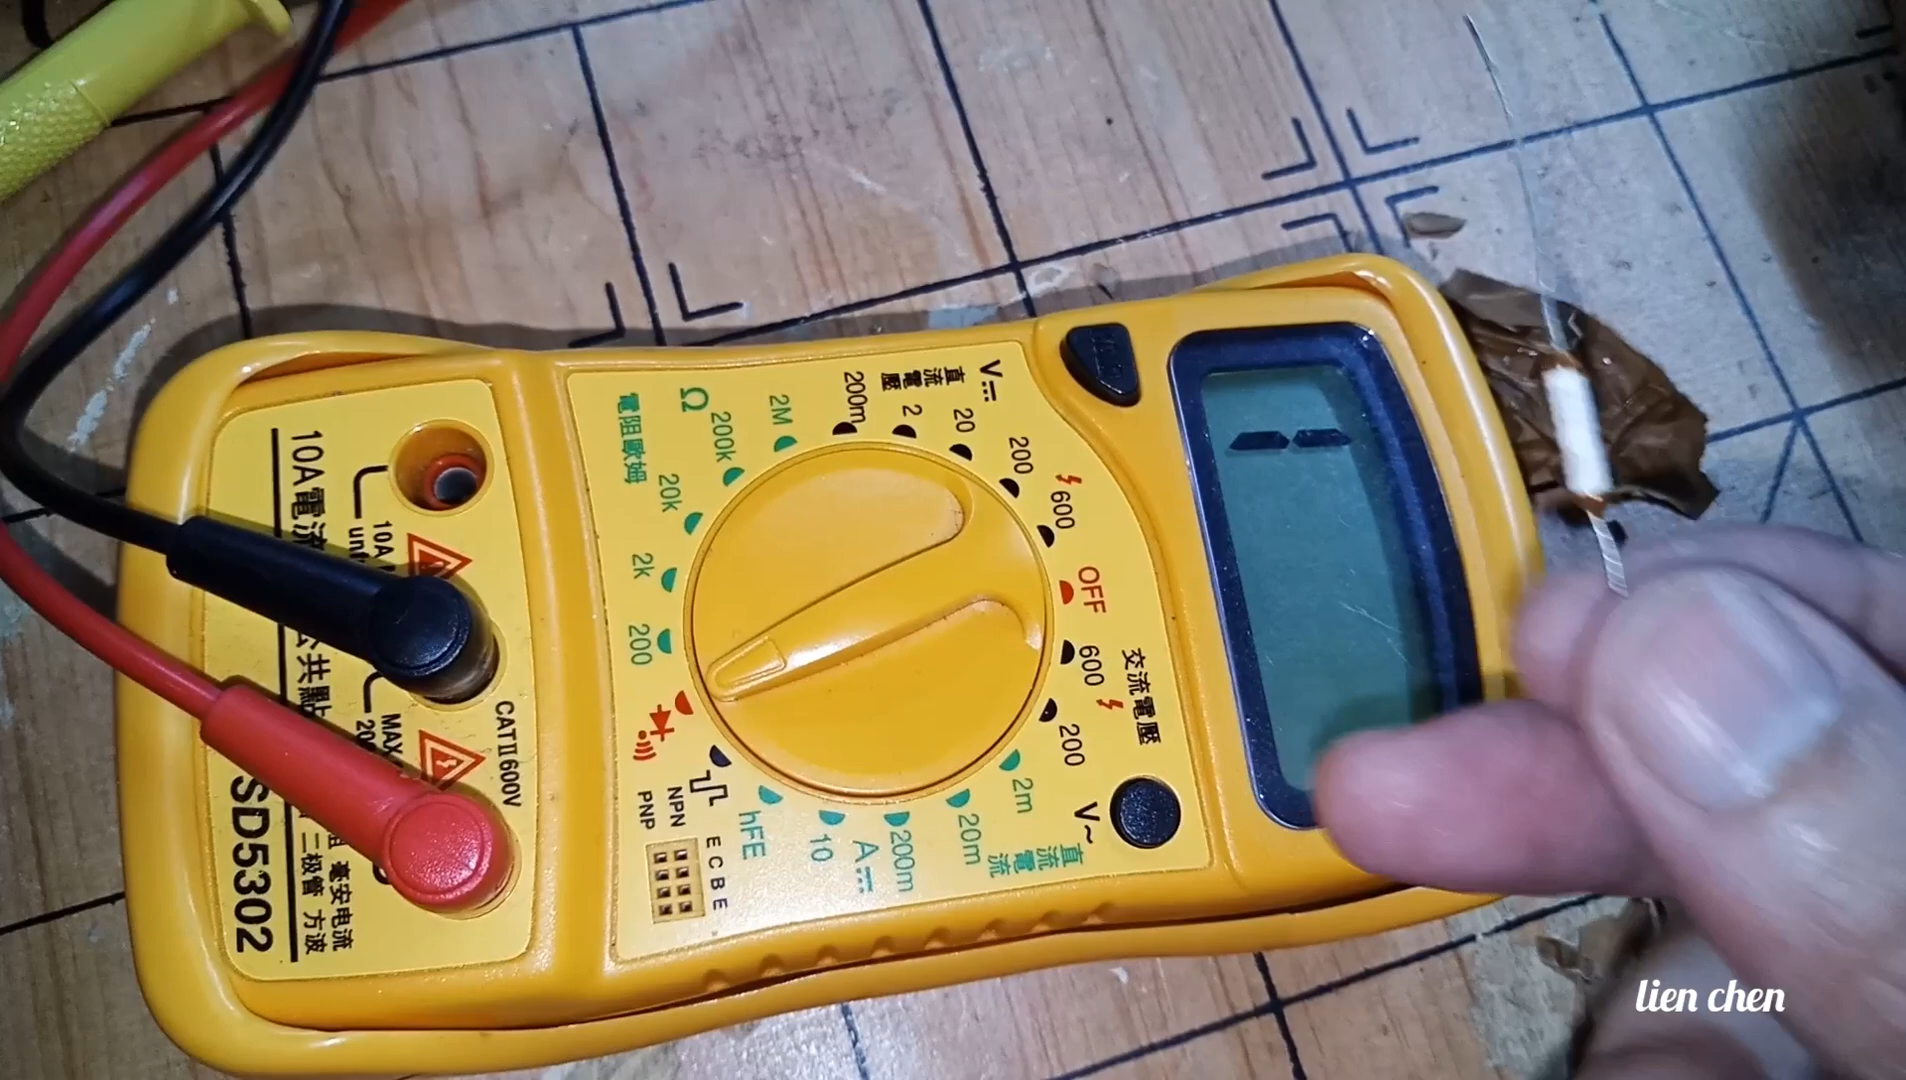 V⎓
直流電壓
200m
2
20
200
600
OFF
600
交流電壓
200
V~
2m
20m
直流電流
200m
A⎓
10
hFE
E C B E
NPN
PNP
200
2k
20k
200k
2M
Ω
電阻歐姆
1
10A電流
10A
MAX
CATⅡ600V
二极管 方波
毫安电流
SD5302
lien chen